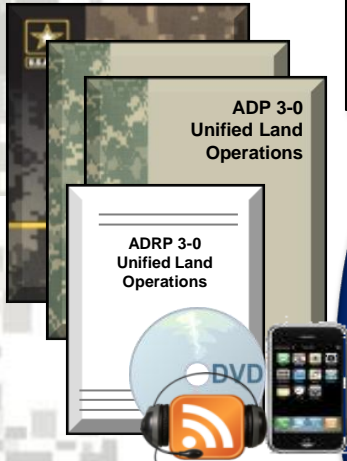 U.S.A
ADP 3-0
Unified Land
Operations
ADRP 3-0
Unified Land
Operations
DVD